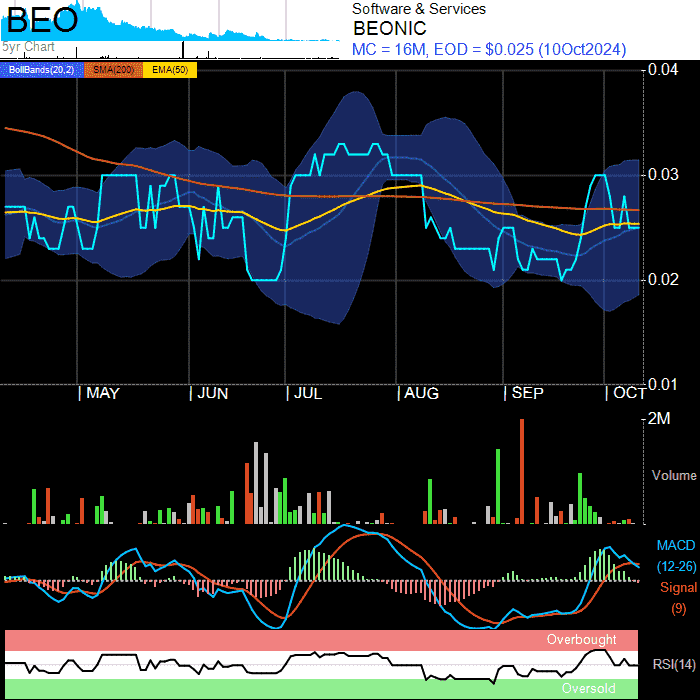 BEO
5yr Chart
Software & Services
BEONIC
MC = 16M, EOD = $0.025 (10Oct2024)
BollBands(20,2) SMA(200) EMA(50)
0.04
0.03
0.02
0.01
| MAY | JUN | JUL | AUG | SEP | OCT
2M
Volume
MACD
(12-26)
Signal
(9)
Overbought
RSI(14)
Oversold